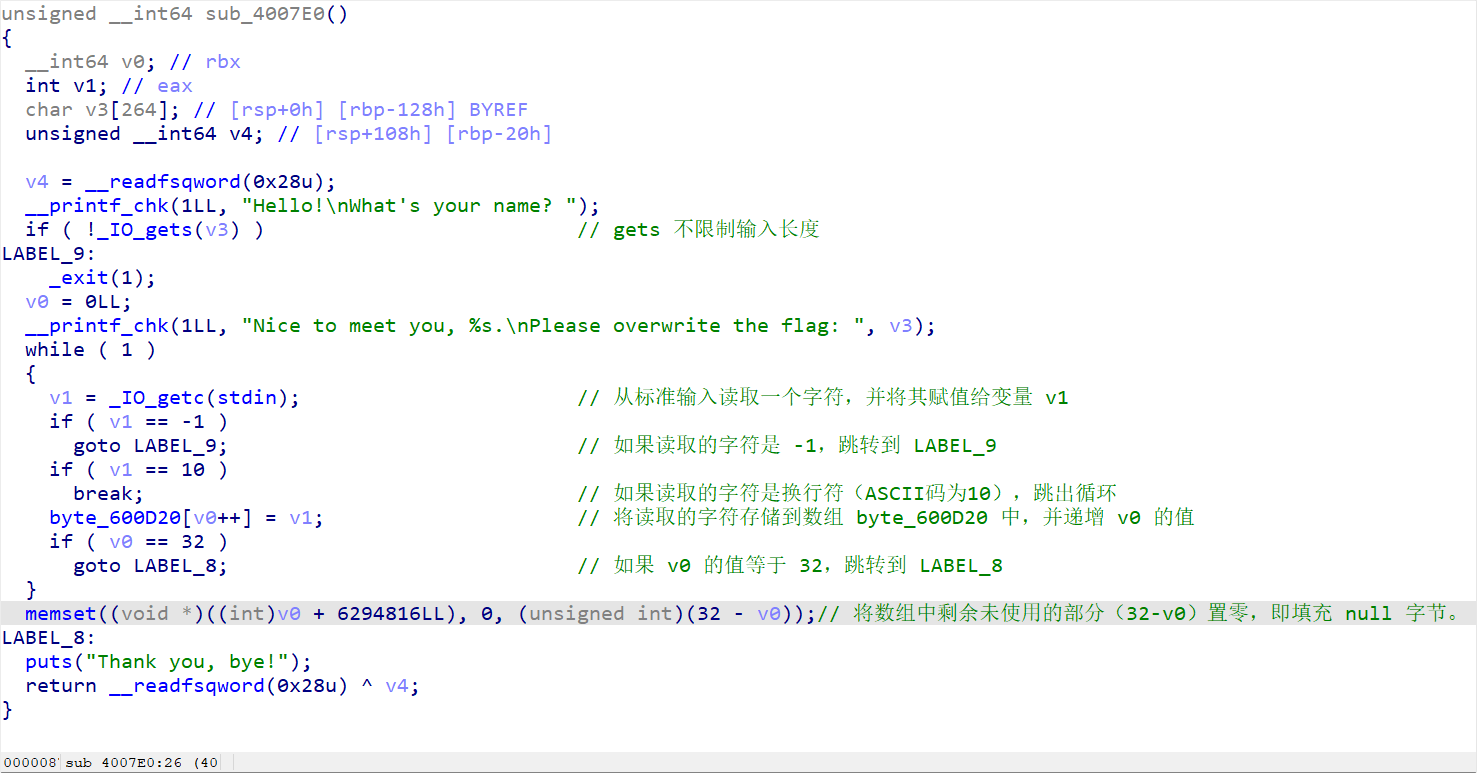 unsigned __int64 sub_4007E0()
{
  __int64 v0; // rbx
  int v1; // eax
  char v3[264]; // [rsp+0h] [rbp-128h] BYREF
  unsigned __int64 v4; // [rsp+108h] [rbp-20h]

  v4 = __readfsqword(0x28u);
  __printf_chk(1LL, "Hello!\nWhat's your name? ");
  if ( !_IO_gets(v3) ) // gets 不限制输入长度
LABEL_9:
    _exit(1);
  v0 = 0LL;
  __printf_chk(1LL, "Nice to meet you, %s.\nPlease overwrite the flag: ", v3);
  while ( 1 )
  {
    v1 = _IO_getc(stdin); // 从标准输入读取一个字符，并将其赋值给变量 v1
    if ( v1 == -1 )
      goto LABEL_9; // 如果读取的字符是 -1，跳转到 LABEL_9
    if ( v1 == 10 )
      break; // 如果读取的字符是换行符（ASCII码为10），跳出循环
    byte_600D20[v0++] = v1; // 将读取的字符存储到数组 byte_600D20 中，并递增 v0 的值
    if ( v0 == 32 )
      goto LABEL_8; // 如果 v0 的值等于 32，跳转到 LABEL_8
  }
  memset((void *)((int)v0 + 6294816LL), 0, (unsigned int)(32 - v0));// 将数组中剩余未使用的部分（32-v0）置零，即填充 null 字节。
LABEL_8:
  puts("Thank you, bye!");
  return __readfsqword(0x28u) ^ v4;
}
000008 sub_4007E0:26 (40